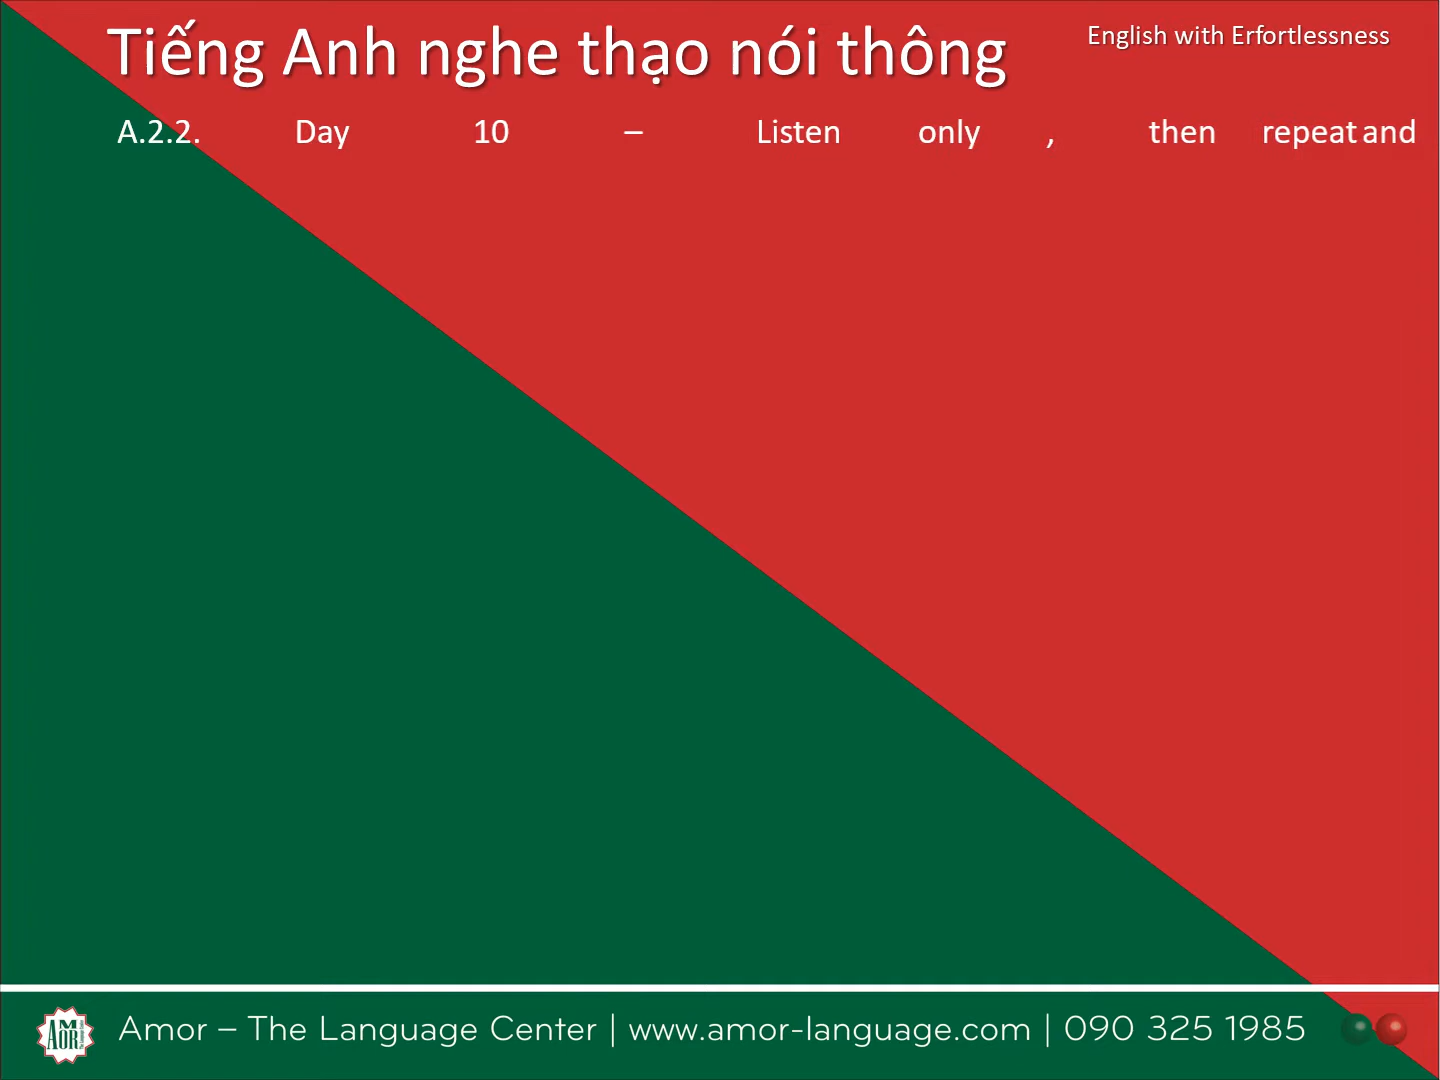 Tiếng Anh nghe thạo nói thông
English with Erfortlessness
A.2.2. Day 10 – Listen only , then repeat and
AMOR
Amor – The Language Center | www.amor-language.com | 090 325 1985